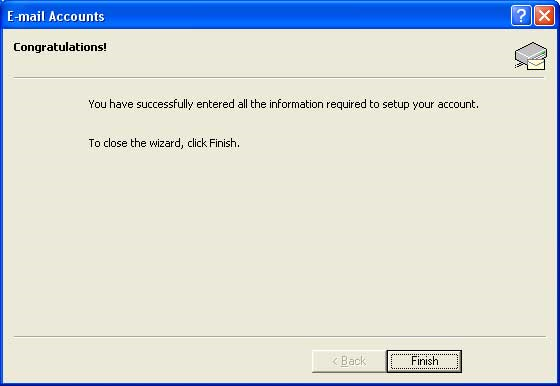 E-mail Accounts
Congratulations!
You have successfully entered all the information required to setup your account.
To close the wizard, click Finish.
< Back
Finish